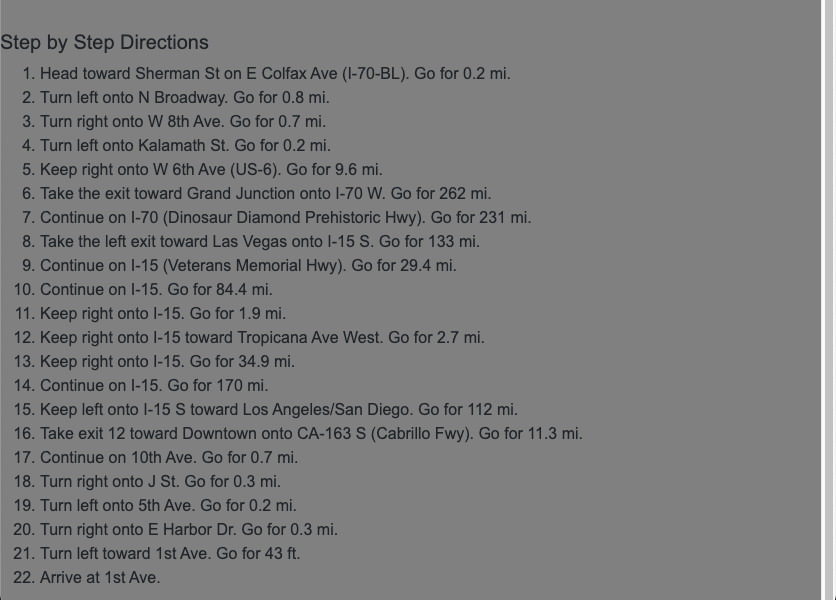 Step by Step Directions
1. Head toward Sherman St on E Colfax Ave (I-70-BL). Go for 0.2 mi.
2. Turn left onto N Broadway. Go for 0.8 mi.
3. Turn right onto W 8th Ave. Go for 0.7 mi.
4. Turn left onto Kalamath St. Go for 0.2 mi.
5. Keep right onto W 6th Ave (US-6). Go for 9.6 mi.
6. Take the exit toward Grand Junction onto I-70 W. Go for 262 mi.
7. Continue on I-70 (Dinosaur Diamond Prehistoric Hwy). Go for 231 mi.
8. Take the left exit toward Las Vegas onto I-15 S. Go for 133 mi.
9. Continue on I-15 (Veterans Memorial Hwy). Go for 29.4 mi.
10. Continue on I-15. Go for 84.4 mi.
11. Keep right onto I-15. Go for 1.9 mi.
12. Keep right onto I-15 toward Tropicana Ave West. Go for 2.7 mi.
13. Keep right onto I-15. Go for 34.9 mi.
14. Continue on I-15. Go for 170 mi.
15. Keep left onto I-15 S toward Los Angeles/San Diego. Go for 112 mi.
16. Take exit 12 toward Downtown onto CA-163 S (Cabrillo Fwy). Go for 11.3 mi.
17. Continue on 10th Ave. Go for 0.7 mi.
18. Turn right onto J St. Go for 0.3 mi.
19. Turn left onto 5th Ave. Go for 0.2 mi.
20. Turn right onto E Harbor Dr. Go for 0.3 mi.
21. Turn left toward 1st Ave. Go for 43 ft.
22. Arrive at 1st Ave.